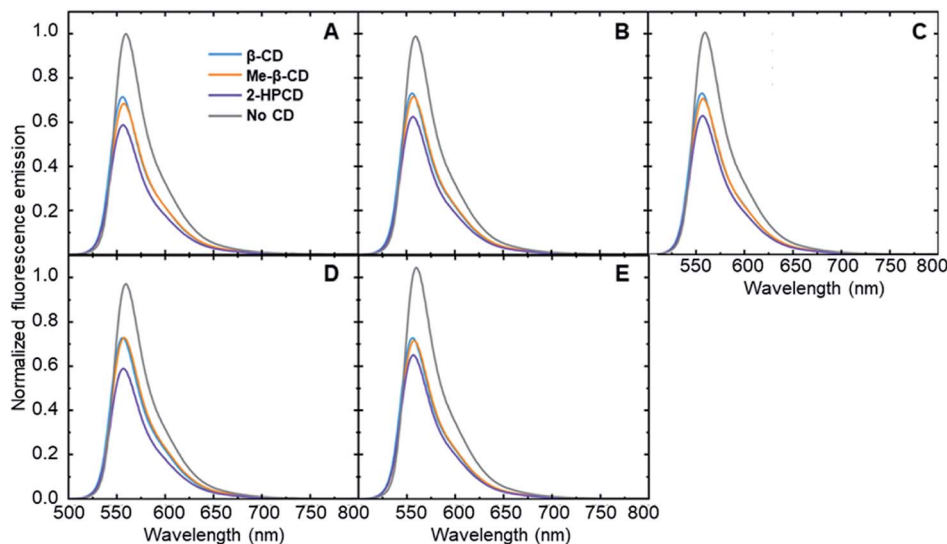 Normalized fluorescence emission
1.0
0.8
0.6
0.4
0.2
A
β-CD
Me-β-CD
2-HPCD
No CD
B
C
550 600 650 700 750 800
Wavelength (nm)
1.0
0.8
0.6
0.4
0.2
0.0
D
E
500 550 600 650 700 750 800
Wavelength (nm)
550 600 650 700 750 800
Wavelength (nm)